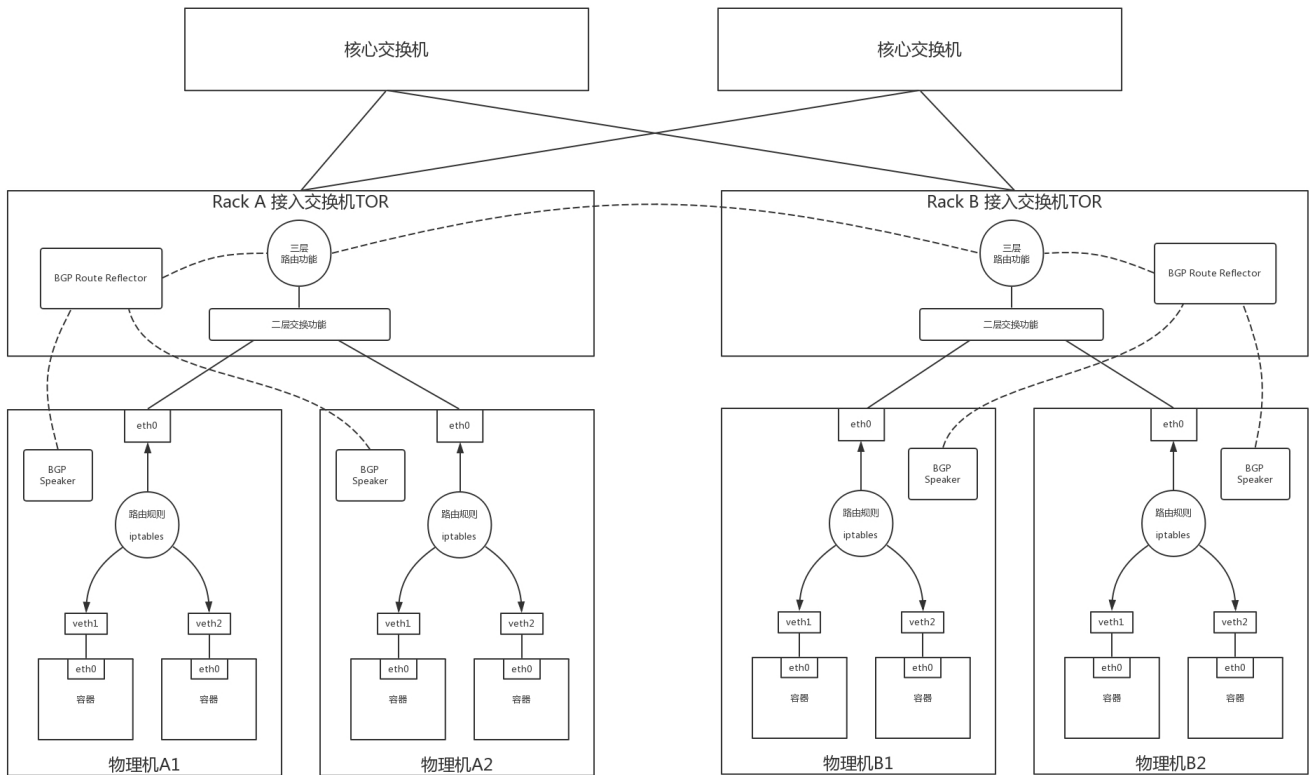 核心交换机
核心交换机
Rack A 接入交换机TOR
Rack B 接入交换机TOR
三层
路由功能
BGP Route Reflector
二层交换功能
三层
路由功能
BGP Route Reflector
二层交换功能
eth0
BGP
Speaker
路由规则
iptables
veth1
veth2
eth0
容器
eth0
容器
物理机A1
eth0
BGP
Speaker
路由规则
iptables
veth1
veth2
eth0
容器
eth0
容器
物理机A2
eth0
BGP
Speaker
路由规则
iptables
veth1
veth2
eth0
容器
eth0
容器
物理机B1
eth0
BGP
Speaker
路由规则
iptables
veth1
veth2
eth0
容器
eth0
容器
物理机B2